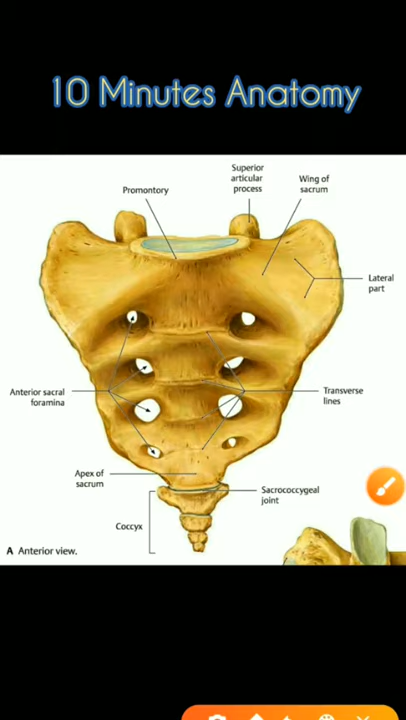 10 Minutes Anatomy
Superior
articular
process
Promontory
Wing of
sacrum
Lateral
part
Anterior sacral
foramina
Transverse
lines
Apex of
sacrum
Sacrococcygeal
joint
Coccyx
A Anterior view.